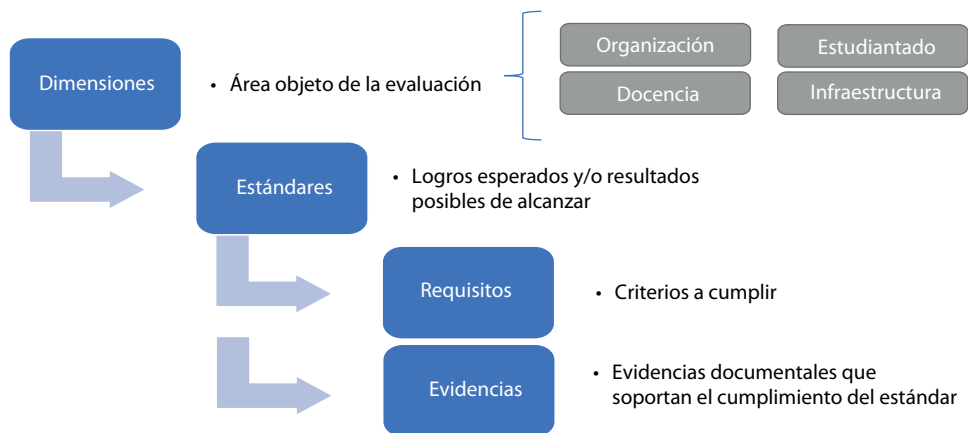 Dimensiones
• Área objeto de la evaluación
Organización
Estudiantado
Docencia
Infraestructura
Estándares
• Logros esperados y/o resultados
posibles de alcanzar
Requisitos
• Criterios a cumplir
Evidencias
• Evidencias documentales que
soportan el cumplimiento del estándar